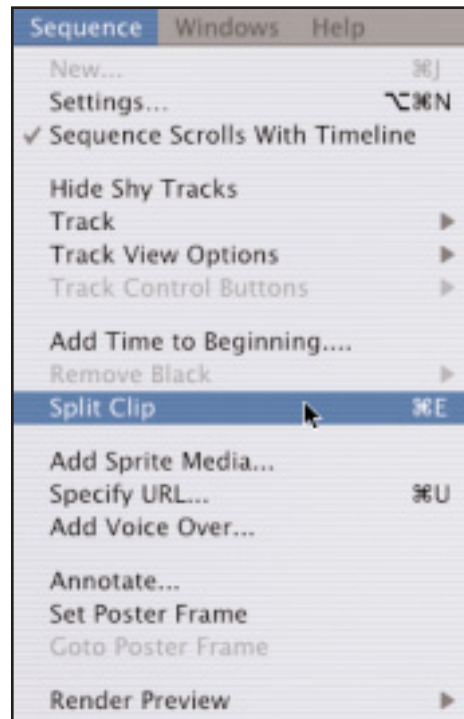 Sequence Windows Help
New... ⌘J
Settings... ⌥⌘N
✓ Sequence Scrolls With Timeline
Hide Shy Tracks
Track
Track View Options
Track Control Buttons
Add Time to Beginning....
Remove Black
Split Clip ⌘E
Add Sprite Media...
Specify URL... ⌘U
Add Voice Over...
Annotate...
Set Poster Frame
Goto Poster Frame
Render Preview